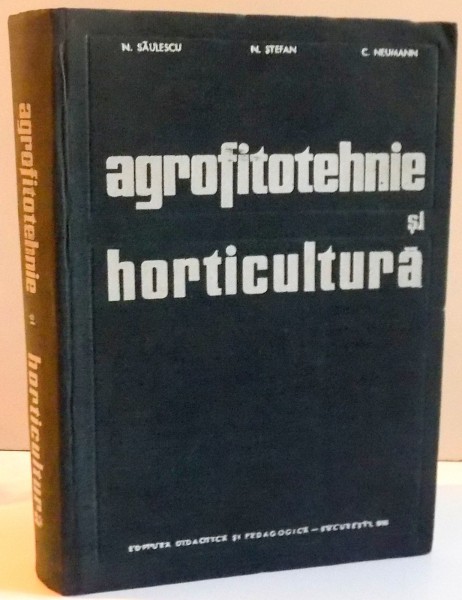 N. SĂULESCU N. ȘTEFAN C. NEUMANN
agrofitotehnie
și
horticultură
EDITURA DIDACTICĂ ȘI PEDAGOGICĂ — BUCUREȘTI,
agrofitotehnie și horticultură